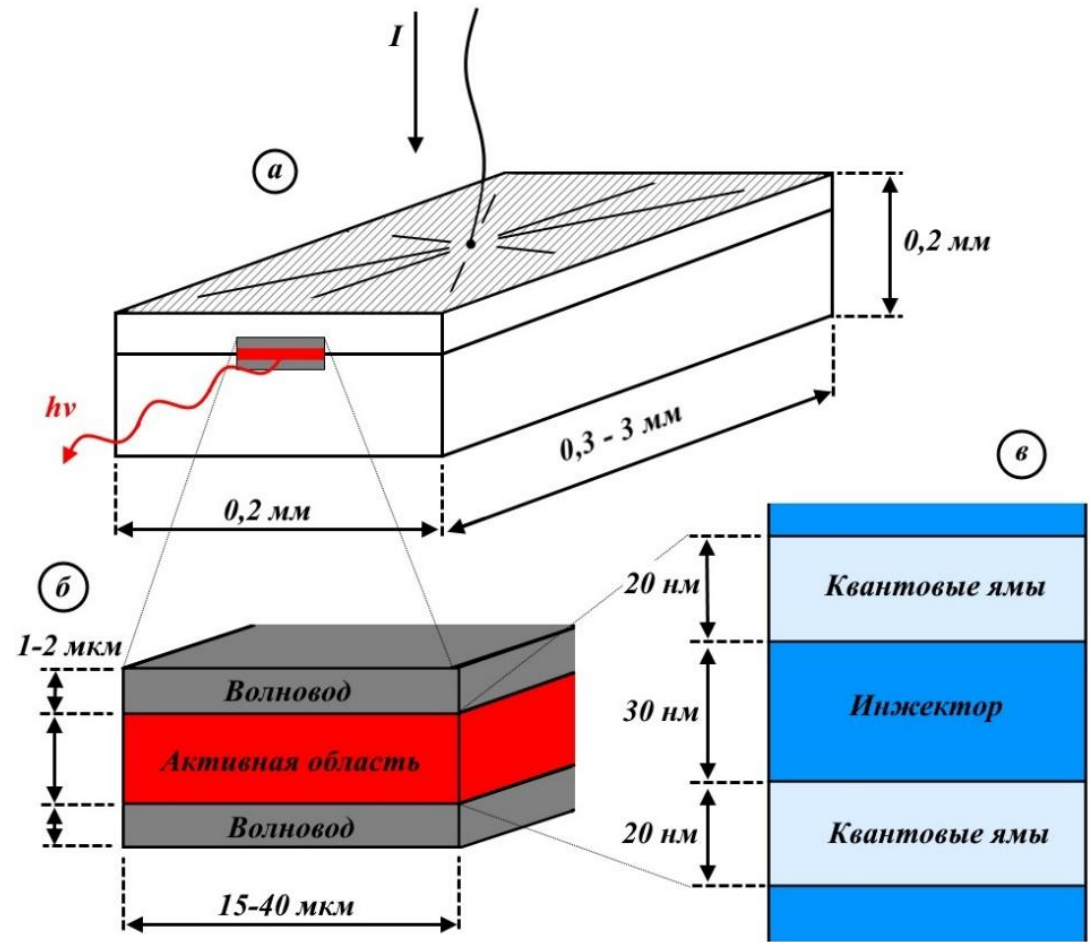 I
а
0,2 мм
hν
0,3 - 3 мм
0,2 мм
в
б
1-2 мкм
Волновод
Активная область
Волновод
15-40 мкм
20 нм
Квантовые ямы
30 нм
Инжектор
20 нм
Квантовые ямы